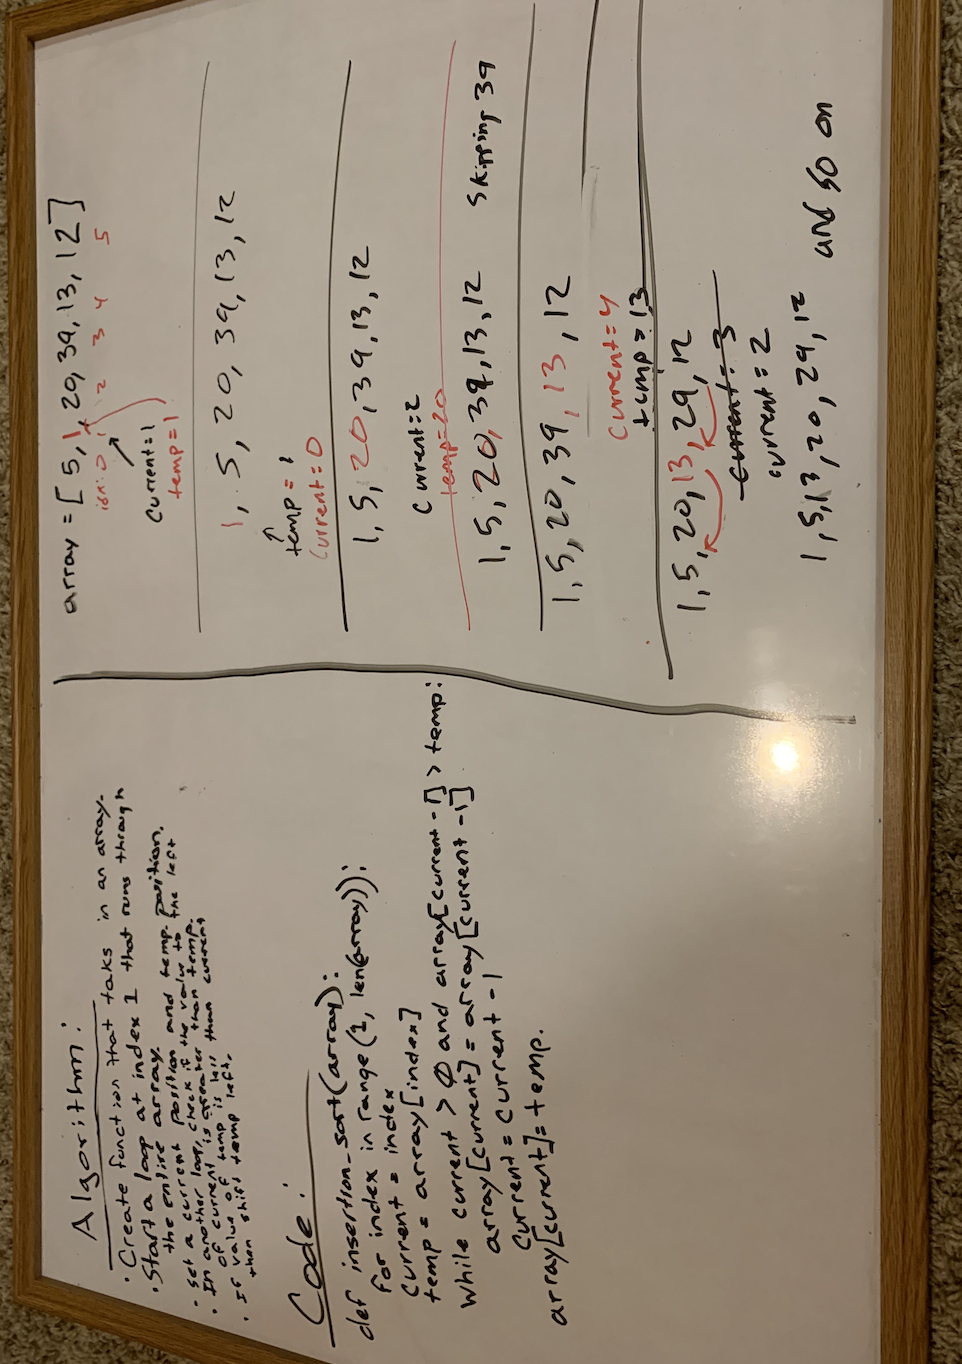 Algorithm:
· Create function that taks in an array.
· Start a loop at index 1 that runs through
the entire array.
· Set a current position and temp. position.
· In another loop, check if the value to the left
of current is greater than temp.
· If value of temp is less than current
then shift temp left.
Code:
def insertion_sort(array):
for index in range(1, len(array)):
current = index
temp = array[index]
while current > 0 and array[current - 1] > temp:
array[current] = array[current - 1]
current = current - 1
array[current] = temp.
array = [5, 1, 20, 39, 13, 12]
0 1 2 3 4 5
current=1
temp=1
1, 5, 20, 39, 13, 12
temp = 1
current=0
1, 5, 20, 39, 13, 12
current=2
temp=20
1, 5, 20, 39, 13, 12 skipping 39
1, 5, 20, 39, 13, 12
current=4
temp=13
1, 5, 20, 13, 29, 12
current=3
current=2
1, 5, 13, 20, 29, 12 and so on